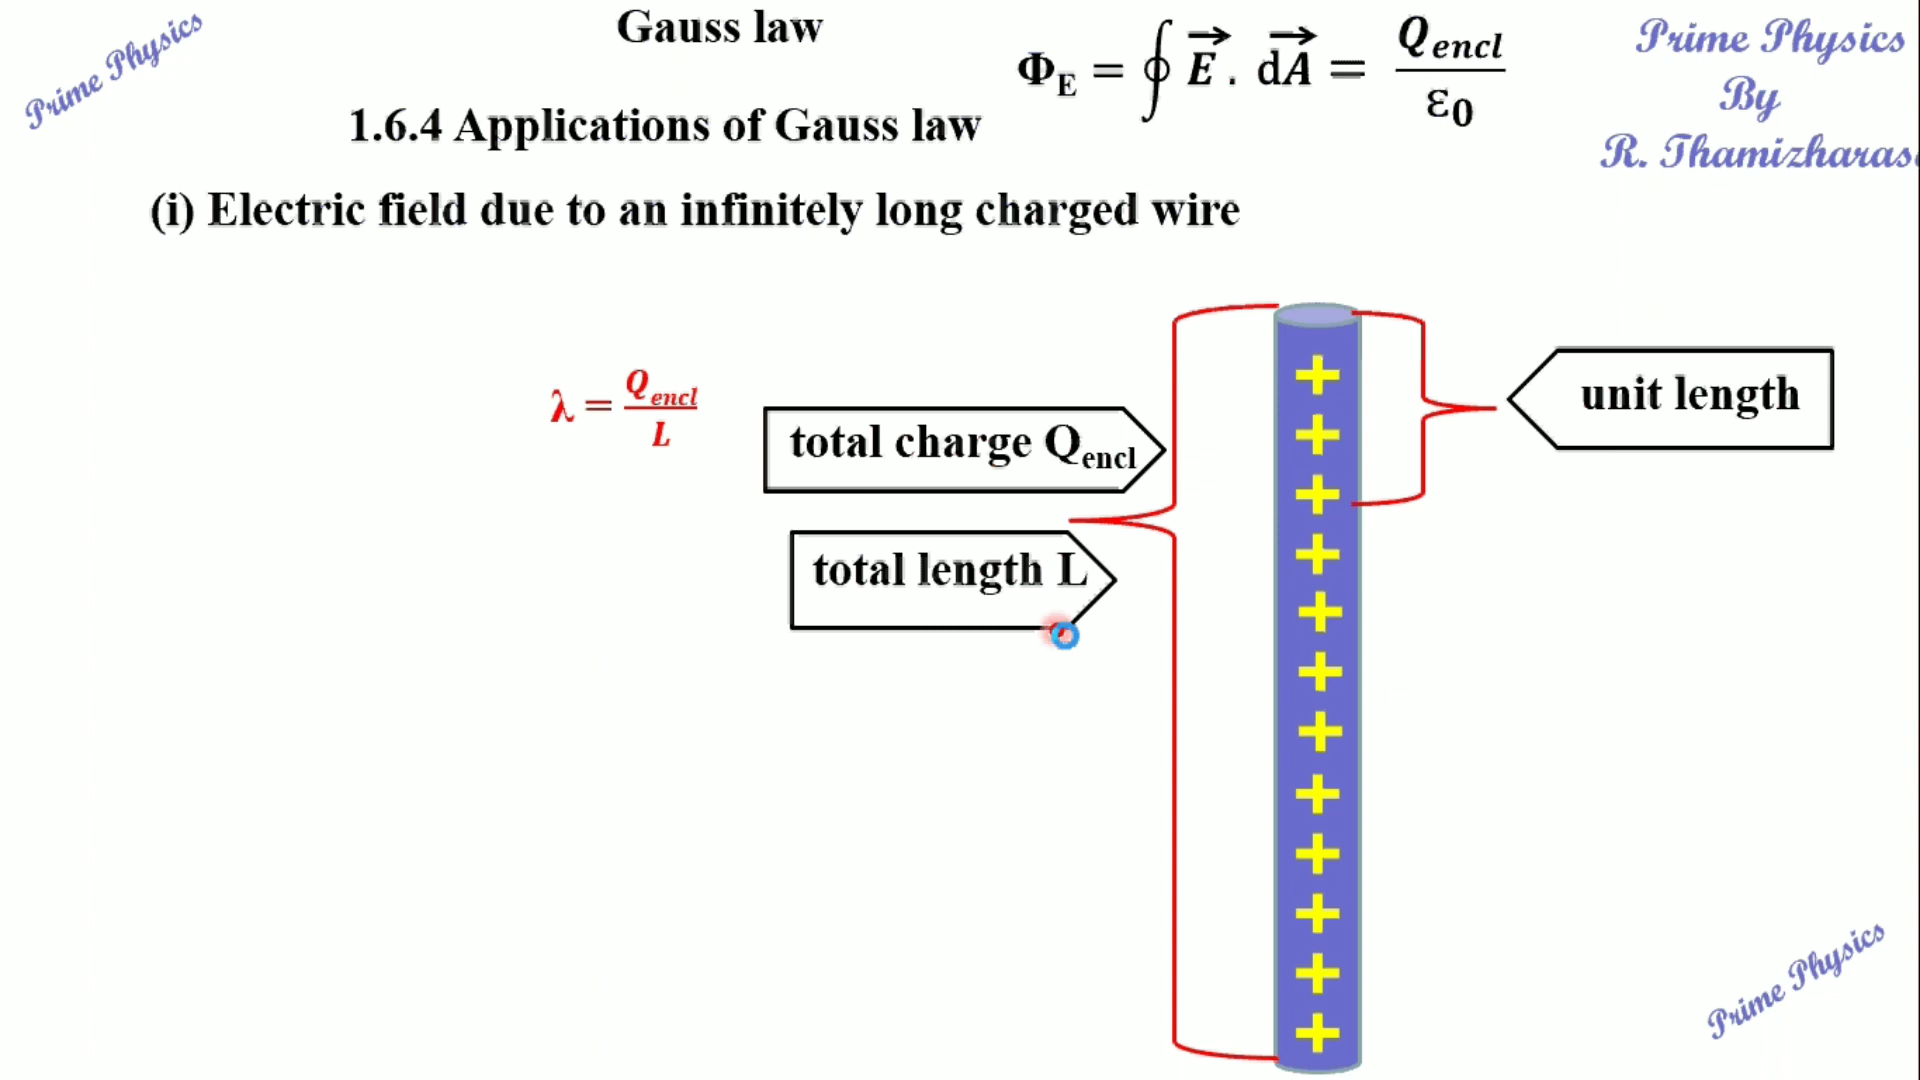 Prime Physics
Gauss law
Φ_E = ∮ E⃗ . dA⃗ = Q_encl / ε₀
Prime Physics
By
R. Thamizharas
1.6.4 Applications of Gauss law
(i) Electric field due to an infinitely long charged wire
λ = Q_encl / L
total charge Q_encl
unit length
total length L
+
+
+
+
+
+
+
+
+
+
+
+
Prime Physics